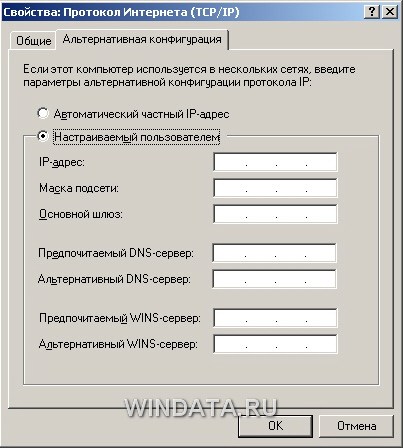 Свойства: Протокол Интернета (TCP/IP)
Общие
Альтернативная конфигурация
Если этот компьютер используется в нескольких сетях, введите
параметры альтернативной конфигурации протокола IP:
Автоматический частный IP-адрес
Настраиваемый пользователем
IP-адрес:
Маска подсети:
Основной шлюз:
Предпочитаемый DNS-сервер:
Альтернативный DNS-сервер:
Предпочитаемый WINS-сервер:
Альтернативный WINS-сервер:
WINDATA.RU
OK
Отмена